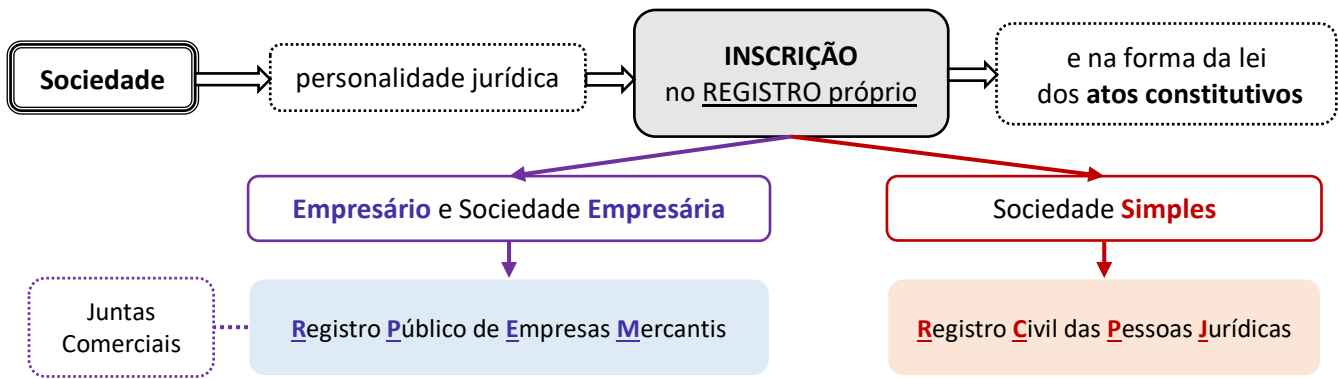 Sociedade
personalidade jurídica
INSCRIÇÃO
no REGISTRO próprio
e na forma da lei
dos atos constitutivos
Empresário e Sociedade Empresária
Sociedade Simples
Juntas
Comerciais
Registro Público de Empresas Mercantis
Registro Civil das Pessoas Jurídicas